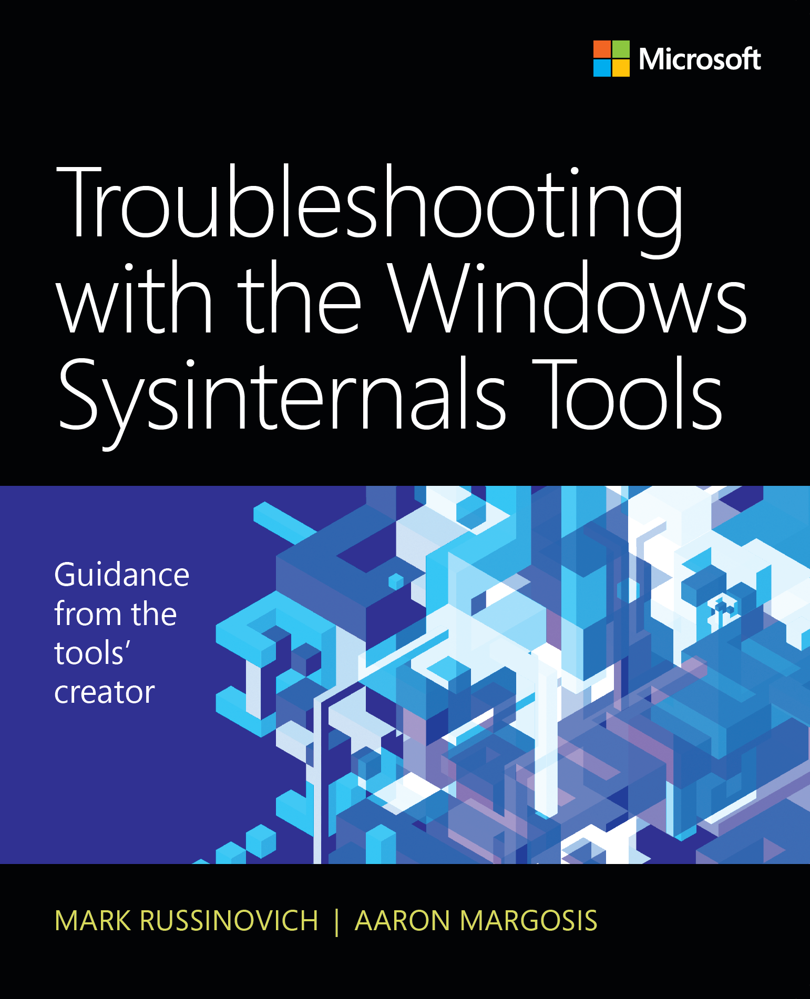 Microsoft
Troubleshooting
with the Windows
Sysinternals Tools
Guidance
from the
tools’
creator
MARK RUSSINOVICH | AARON MARGOSIS